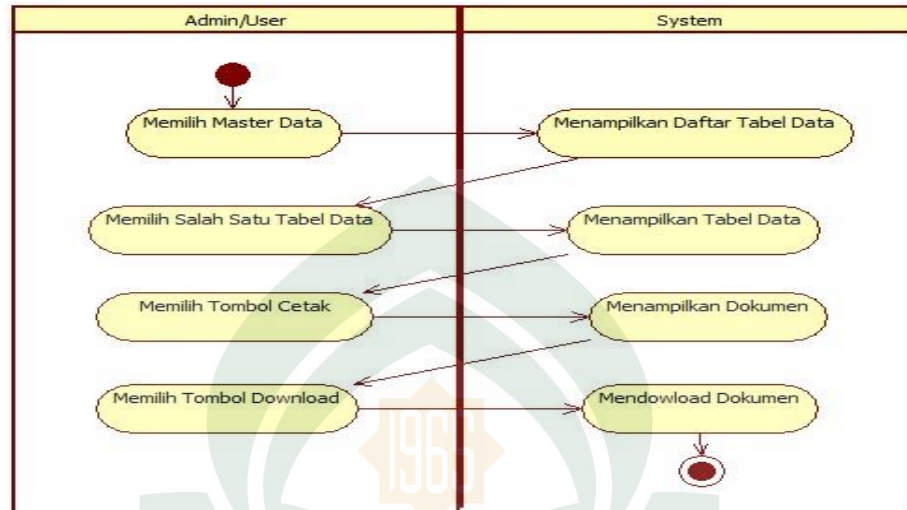 Admin/User
System
Memilih Master Data
Menampilkan Daftar Tabel Data
Memilih Salah Satu Tabel Data
Menampilkan Tabel Data
Memilih Tombol Cetak
Menampilkan Dokumen
Memilih Tombol Download
Mendowload Dokumen
1965